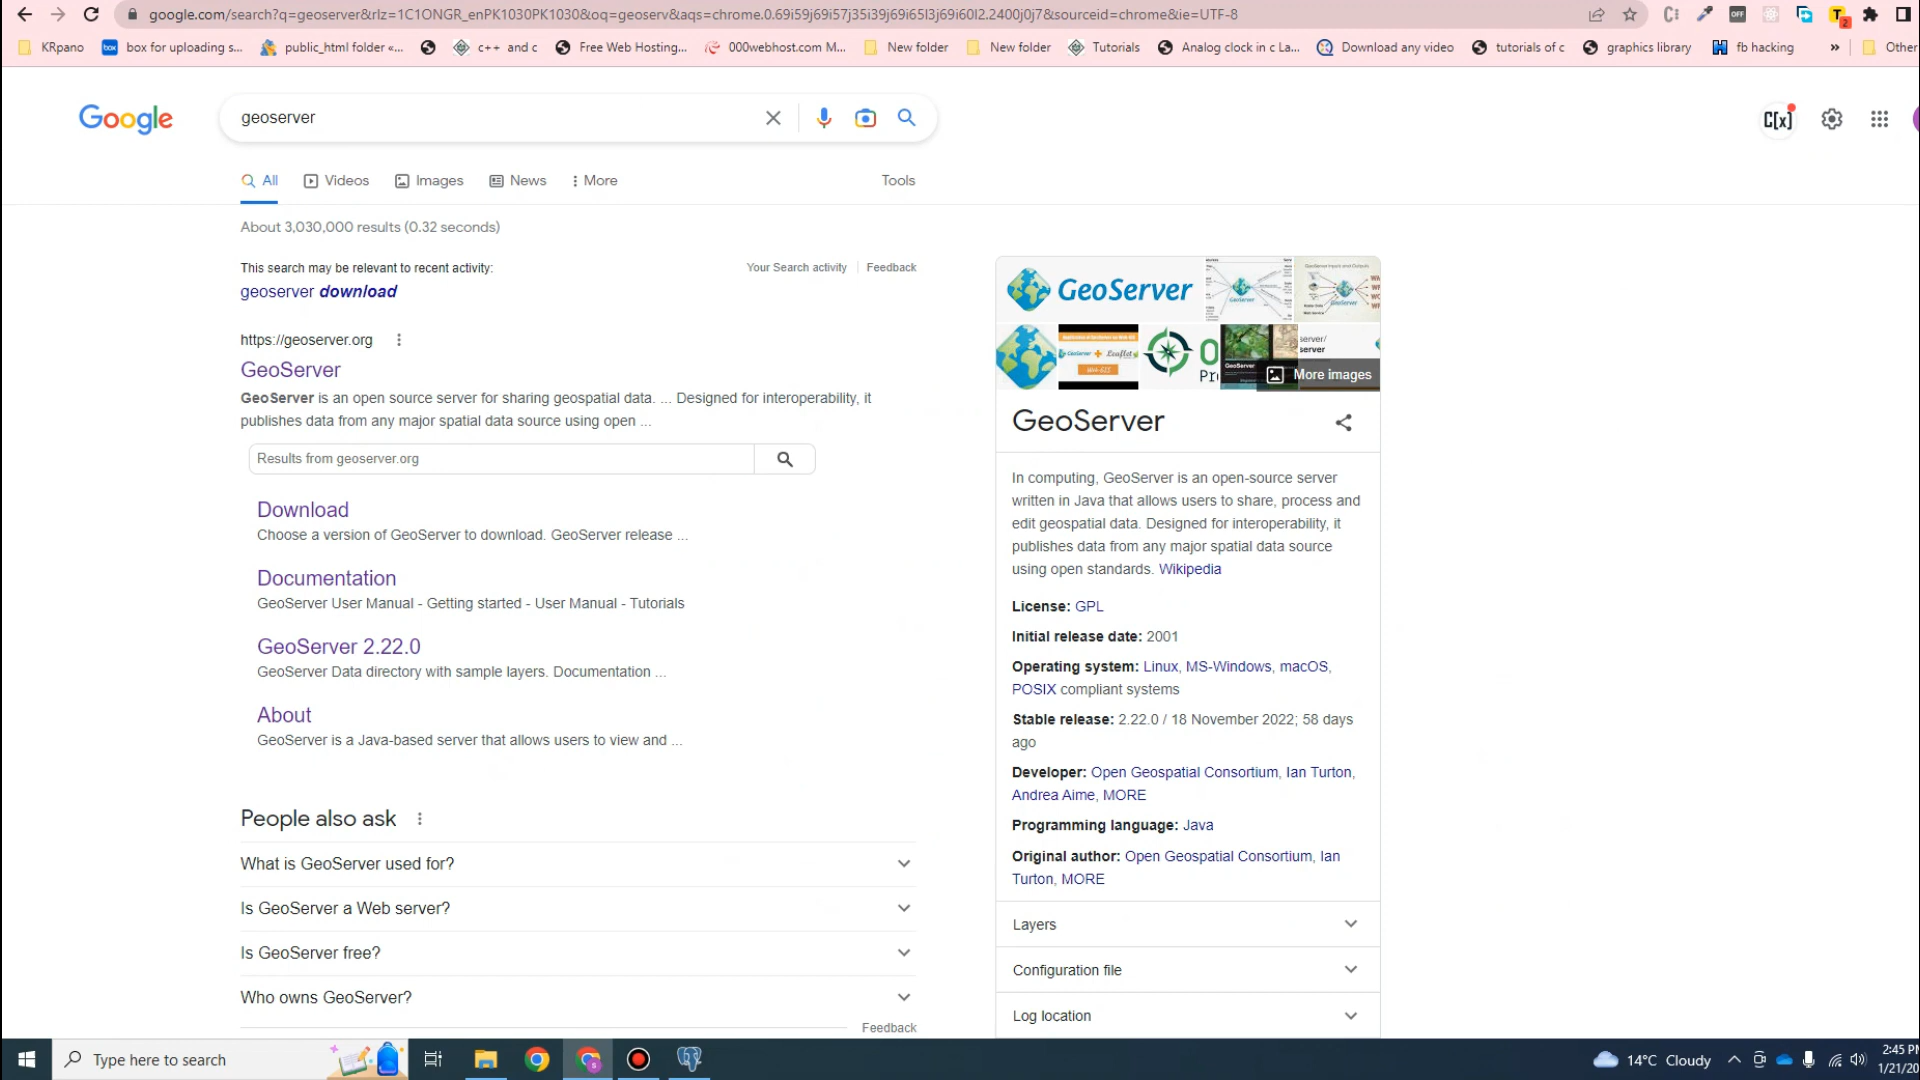 google.com/search?q=geoserver&rlz=1C1ONGR_enPK1030PK1030&oq=geoserv&aqs=chrome.0.69i59j69i57j35i39j69i65l3j69i60l2.2400j0j7&sourceid=chrome&ie=UTF-8
OFF
2
KRpano
box
box for uploading s...
public_html folder «...
c++ and c
Free Web Hosting...
000webhost.com M...
New folder
New folder
Tutorials
Analog clock in c La...
Download any video
tutorials of c
graphics library
fb hacking
»
Other
Google
geoserver
C[x]
All
Videos
Images
News
More
Tools
About 3,030,000 results (0.32 seconds)
This search may be relevant to recent activity:
Your Search activity
Feedback
geoserver download
https://geoserver.org
GeoServer
GeoServer is an open source server for sharing geospatial data. ... Designed for interoperability, it
publishes data from any major spatial data source using open ...
Results from geoserver.org
Download
Choose a version of GeoServer to download. GeoServer release ...
Documentation
GeoServer User Manual - Getting started - User Manual - Tutorials
GeoServer 2.22.0
GeoServer Data directory with sample layers. Documentation ...
About
GeoServer is a Java-based server that allows users to view and ...
People also ask
What is GeoServer used for?
Is GeoServer a Web server?
Is GeoServer free?
Who owns GeoServer?
Feedback
GeoServer
More images
GeoServer
In computing, GeoServer is an open-source server
written in Java that allows users to share, process and
edit geospatial data. Designed for interoperability, it
publishes data from any major spatial data source
using open standards. Wikipedia
License: GPL
Initial release date: 2001
Operating system: Linux, MS-Windows, macOS,
POSIX compliant systems
Stable release: 2.22.0 / 18 November 2022; 58 days
ago
Developer: Open Geospatial Consortium, Ian Turton,
Andrea Aime, MORE
Programming language: Java
Original author: Open Geospatial Consortium, Ian
Turton, MORE
Layers
Configuration file
Log location
Type here to search
14°C Cloudy
2:45 PM
1/21/20